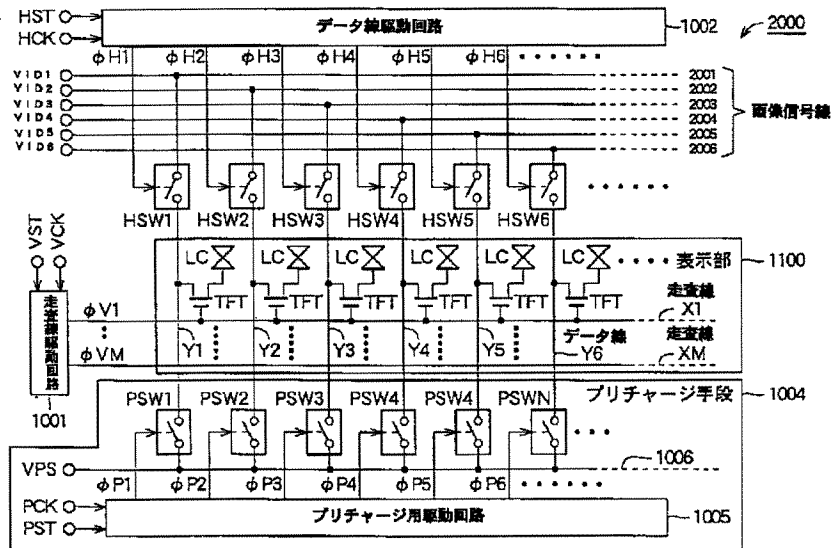 HST データ線駆動回路 1002 2000
HCK φH1 φH2 φH3 φH4 φH5 φH6 ・・・・・・
VID1 2001
VID2 2002
VID3 2003 画像信号線
VID4 2004
VID5 2005
VID6 2006
HSW1 HSW2 HSW3 HSW4 HSW5 HSW6
VST VCK
LC LC LC LC LC LC ・・・・表示部 1100
TFT TFT TFT TFT TFT TFT 走査線
φV1 X1
走査線駆動回路 Y1 Y2 Y3 Y4 Y5 データ線 Y6 走査線
φVM XM
1001
PSW1 PSW2 PSW3 PSW4 PSW4 PSWN プリチャージ手段 1004
VPS 1006
φP1 φP2 φP3 φP4 φP5 φP6 ・・・・・・
PCK プリチャージ用駆動回路 1005
PST